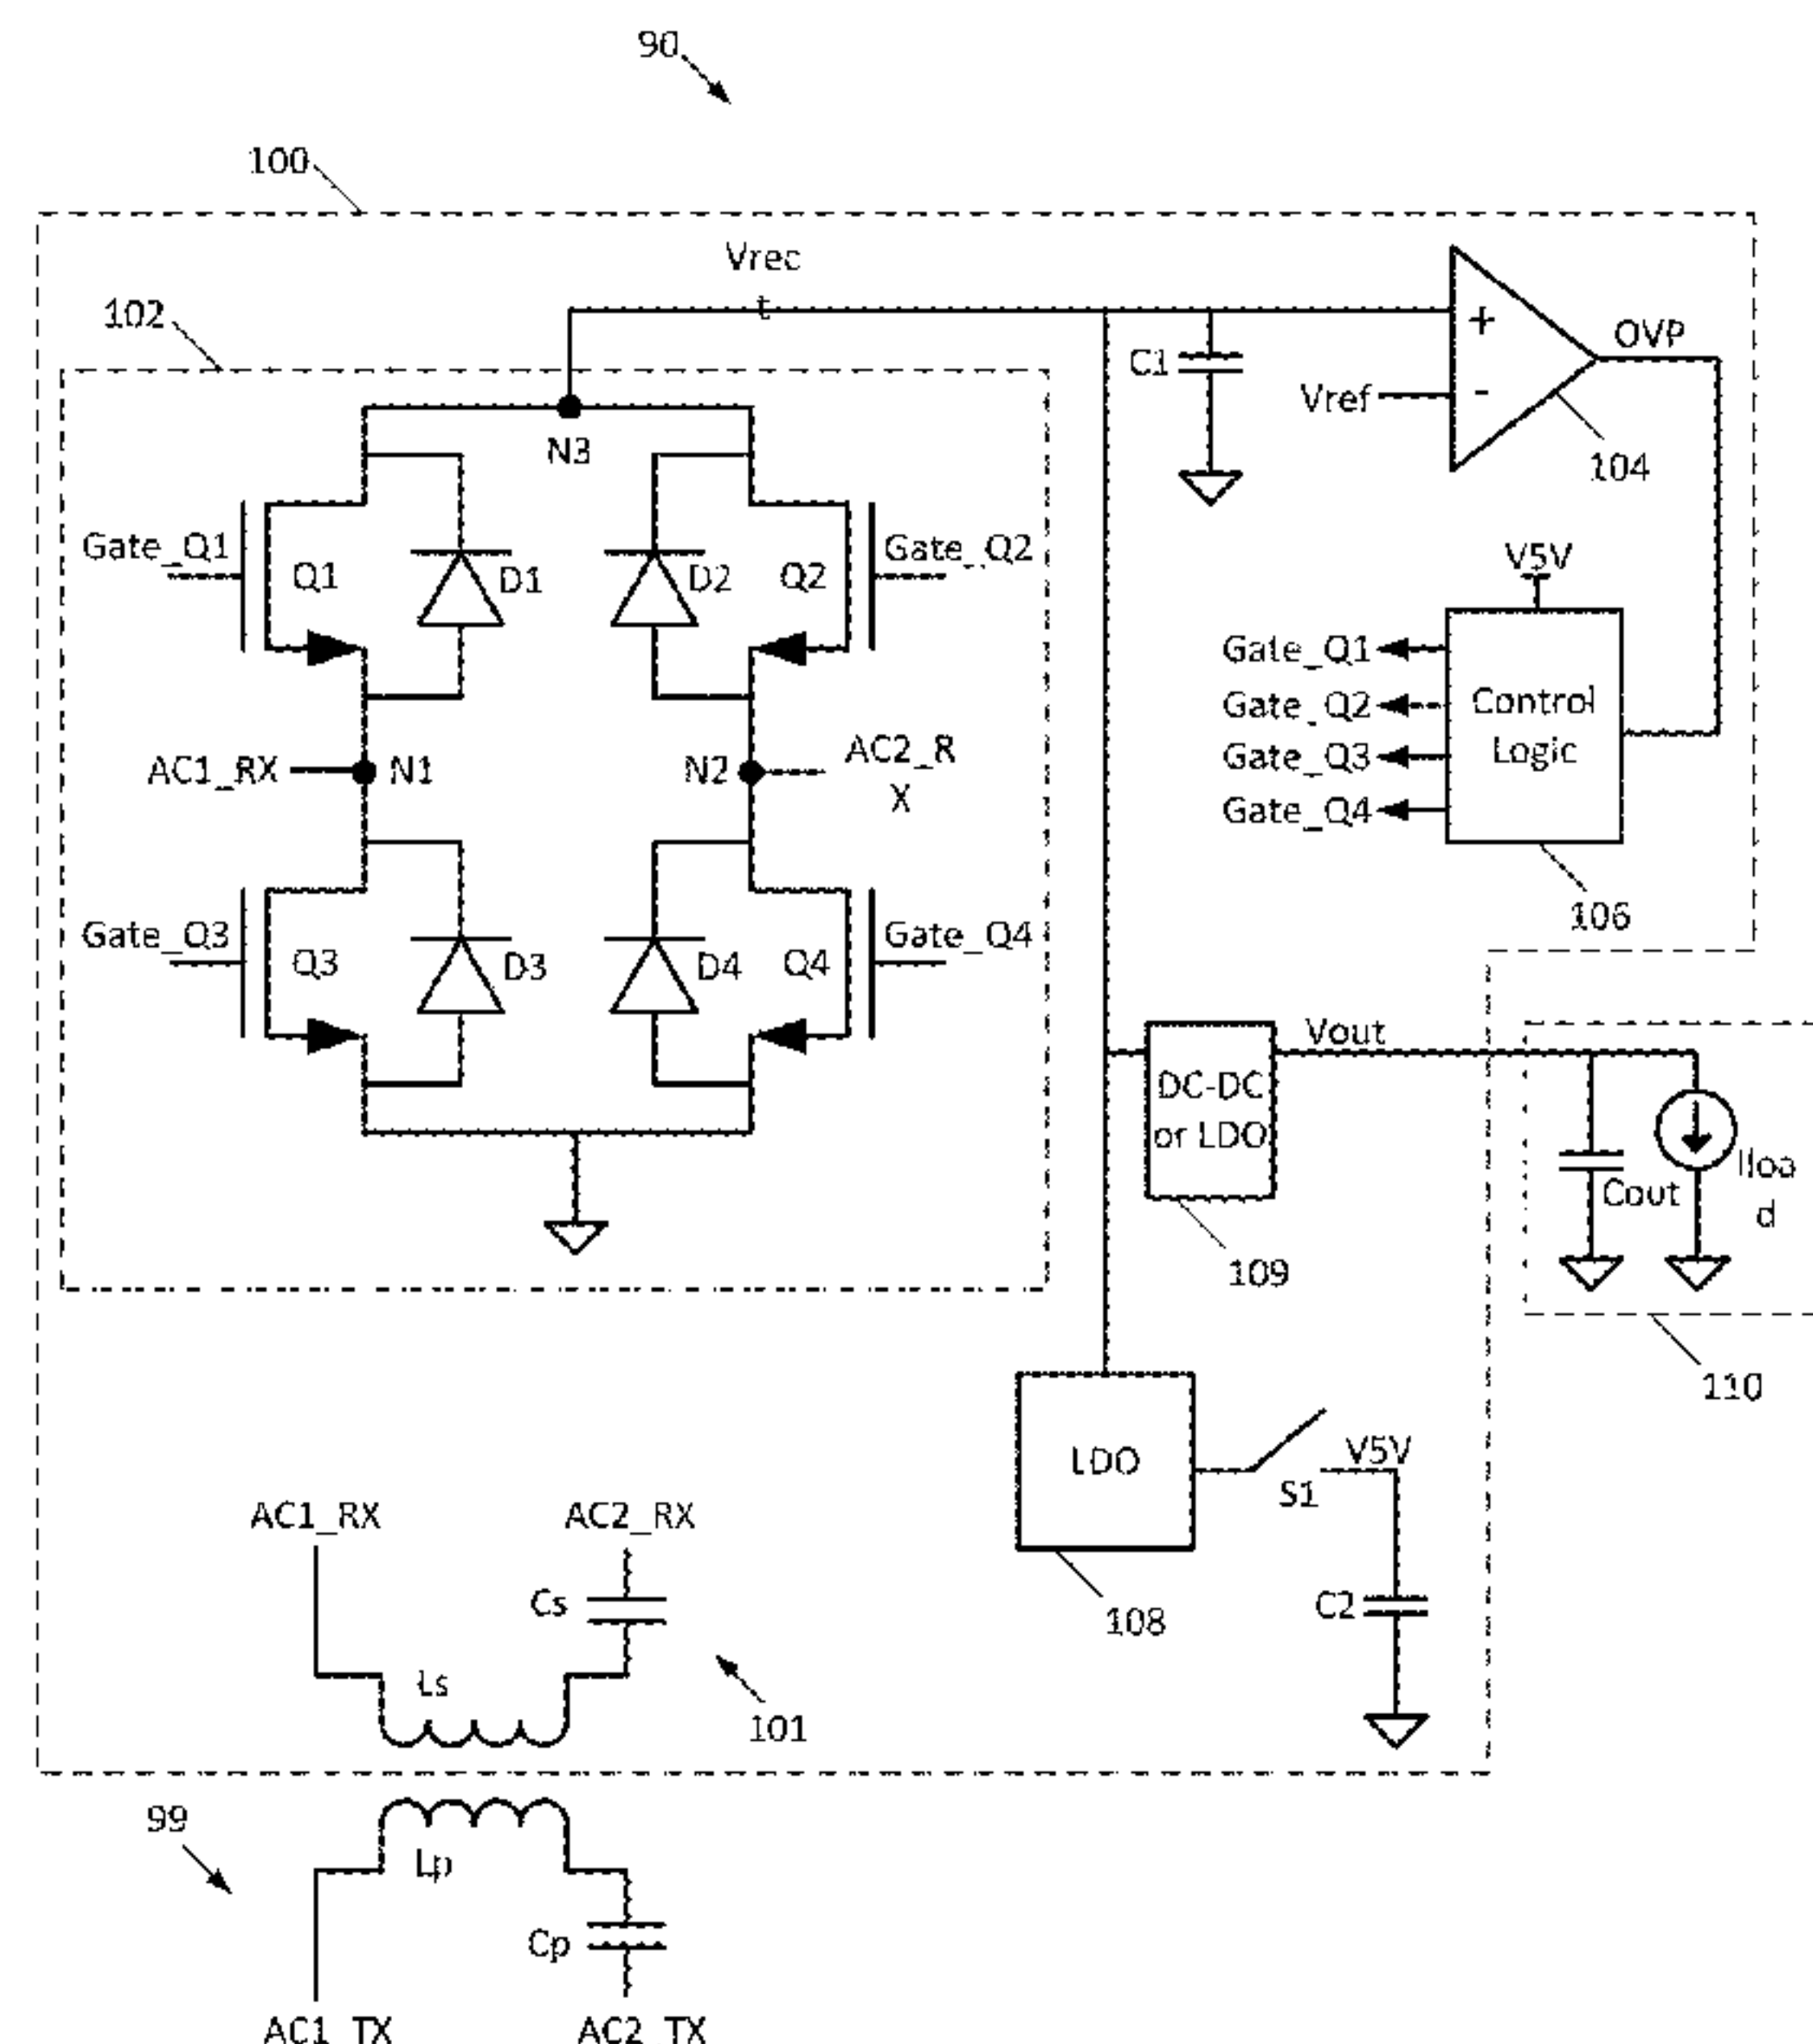 90
100
Vrec
t
102
OVP
C1
Vref
+
-
104
N3
Gate_Q1
Q1
D1
D2
Q2
Gate_Q2
V5V
Gate_Q1
Gate_Q2
Gate_Q3
Gate_Q4
Control
Logic
106
AC1_RX
N1
N2
AC2_R
X
Gate_Q3
Q3
D3
D4
Q4
Gate_Q4
Vout
DC-DC
or LDO
109
Cout
Iloa
d
110
LDO
108
S1
V5V
C2
AC1_RX
AC2_RX
Cs
Ls
101
99
Lp
Cp
AC1_TX
AC2_TX